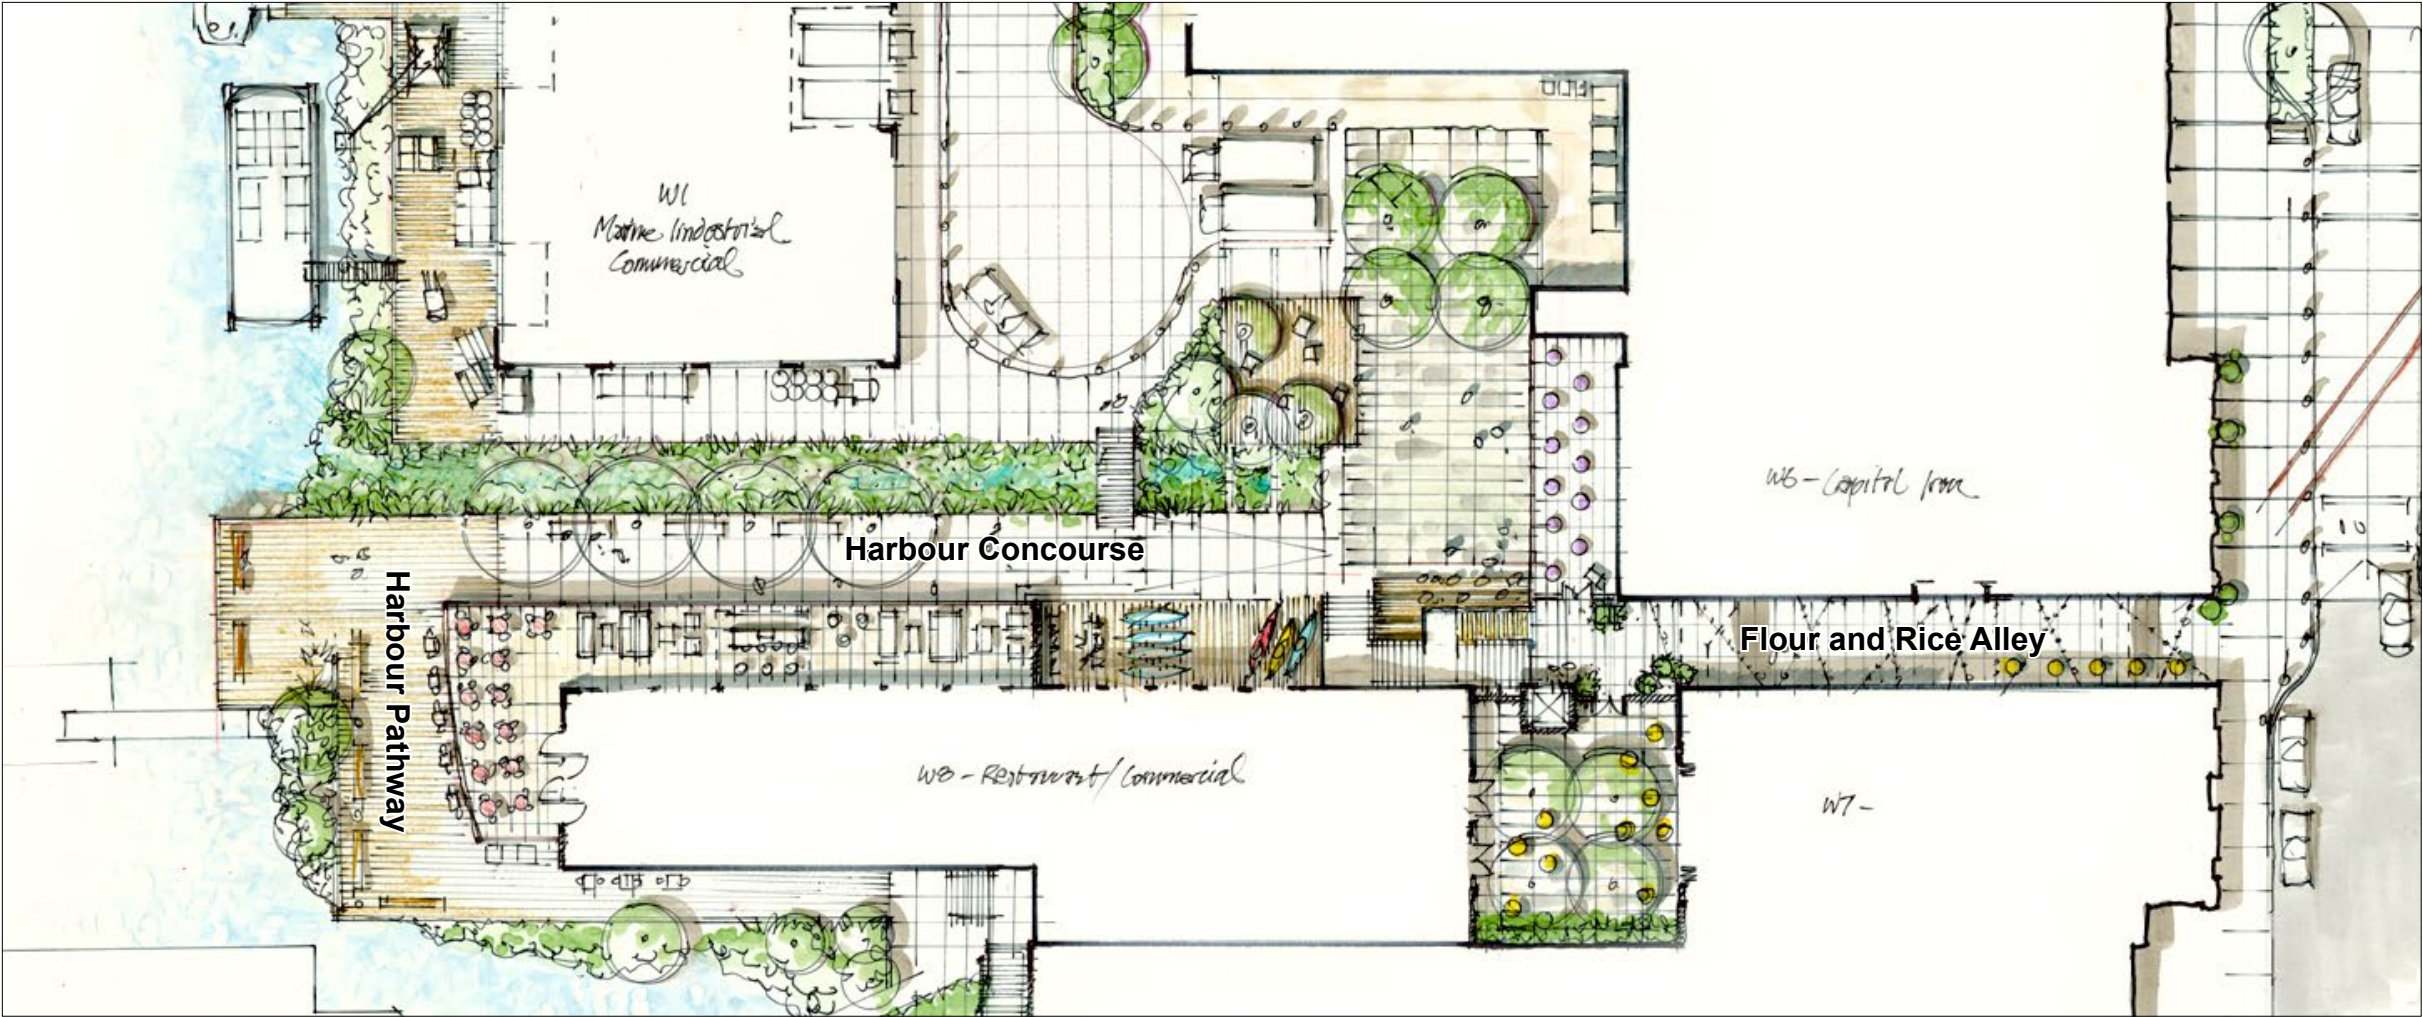 W1
Marine Industrial
Commercial
W6 - Capital Iron
Harbour Concourse
Harbour Pathway
Flour and Rice Alley
W8 - Restaurant/Commercial
W7 -